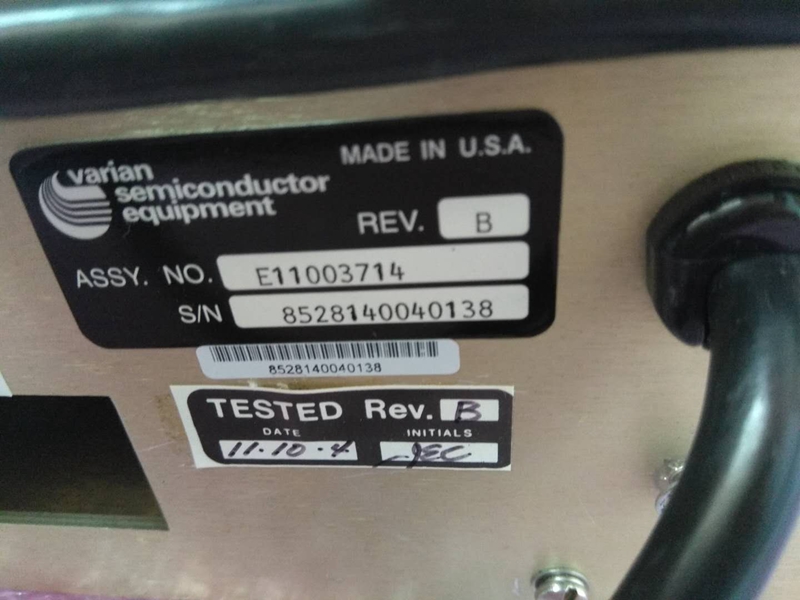 varian
semiconductor
equipment
MADE IN U.S.A.
REV. B
ASSY. NO. E11003714
S/N 8528140040138
8528140040138
TESTED Rev. B
DATE INITIALS
11.10.4 JEC